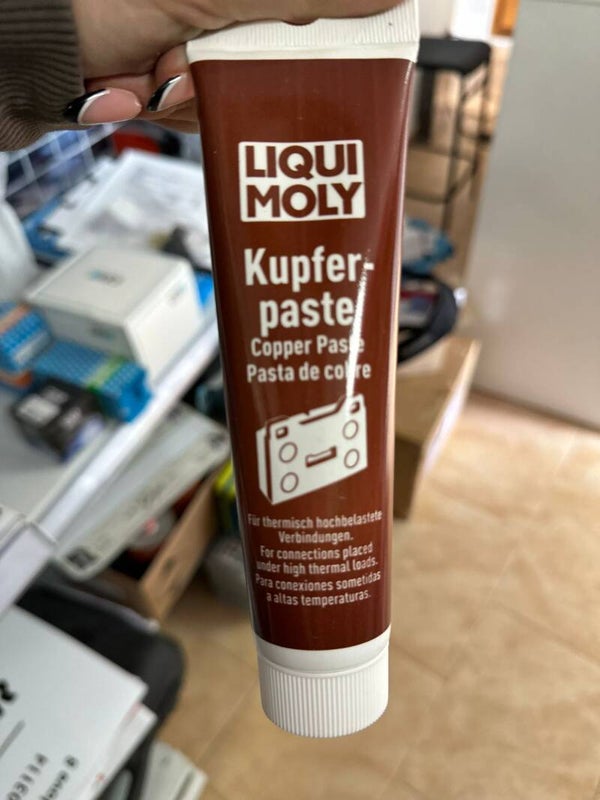 LIQUI
MOLY
Kupfer-
paste
Copper Paste
Pasta de cobre
Für thermisch hochbelastete
Verbindungen.
For connections placed
under high thermal loads.
Para conexiones sometidas
a altas temperaturas.